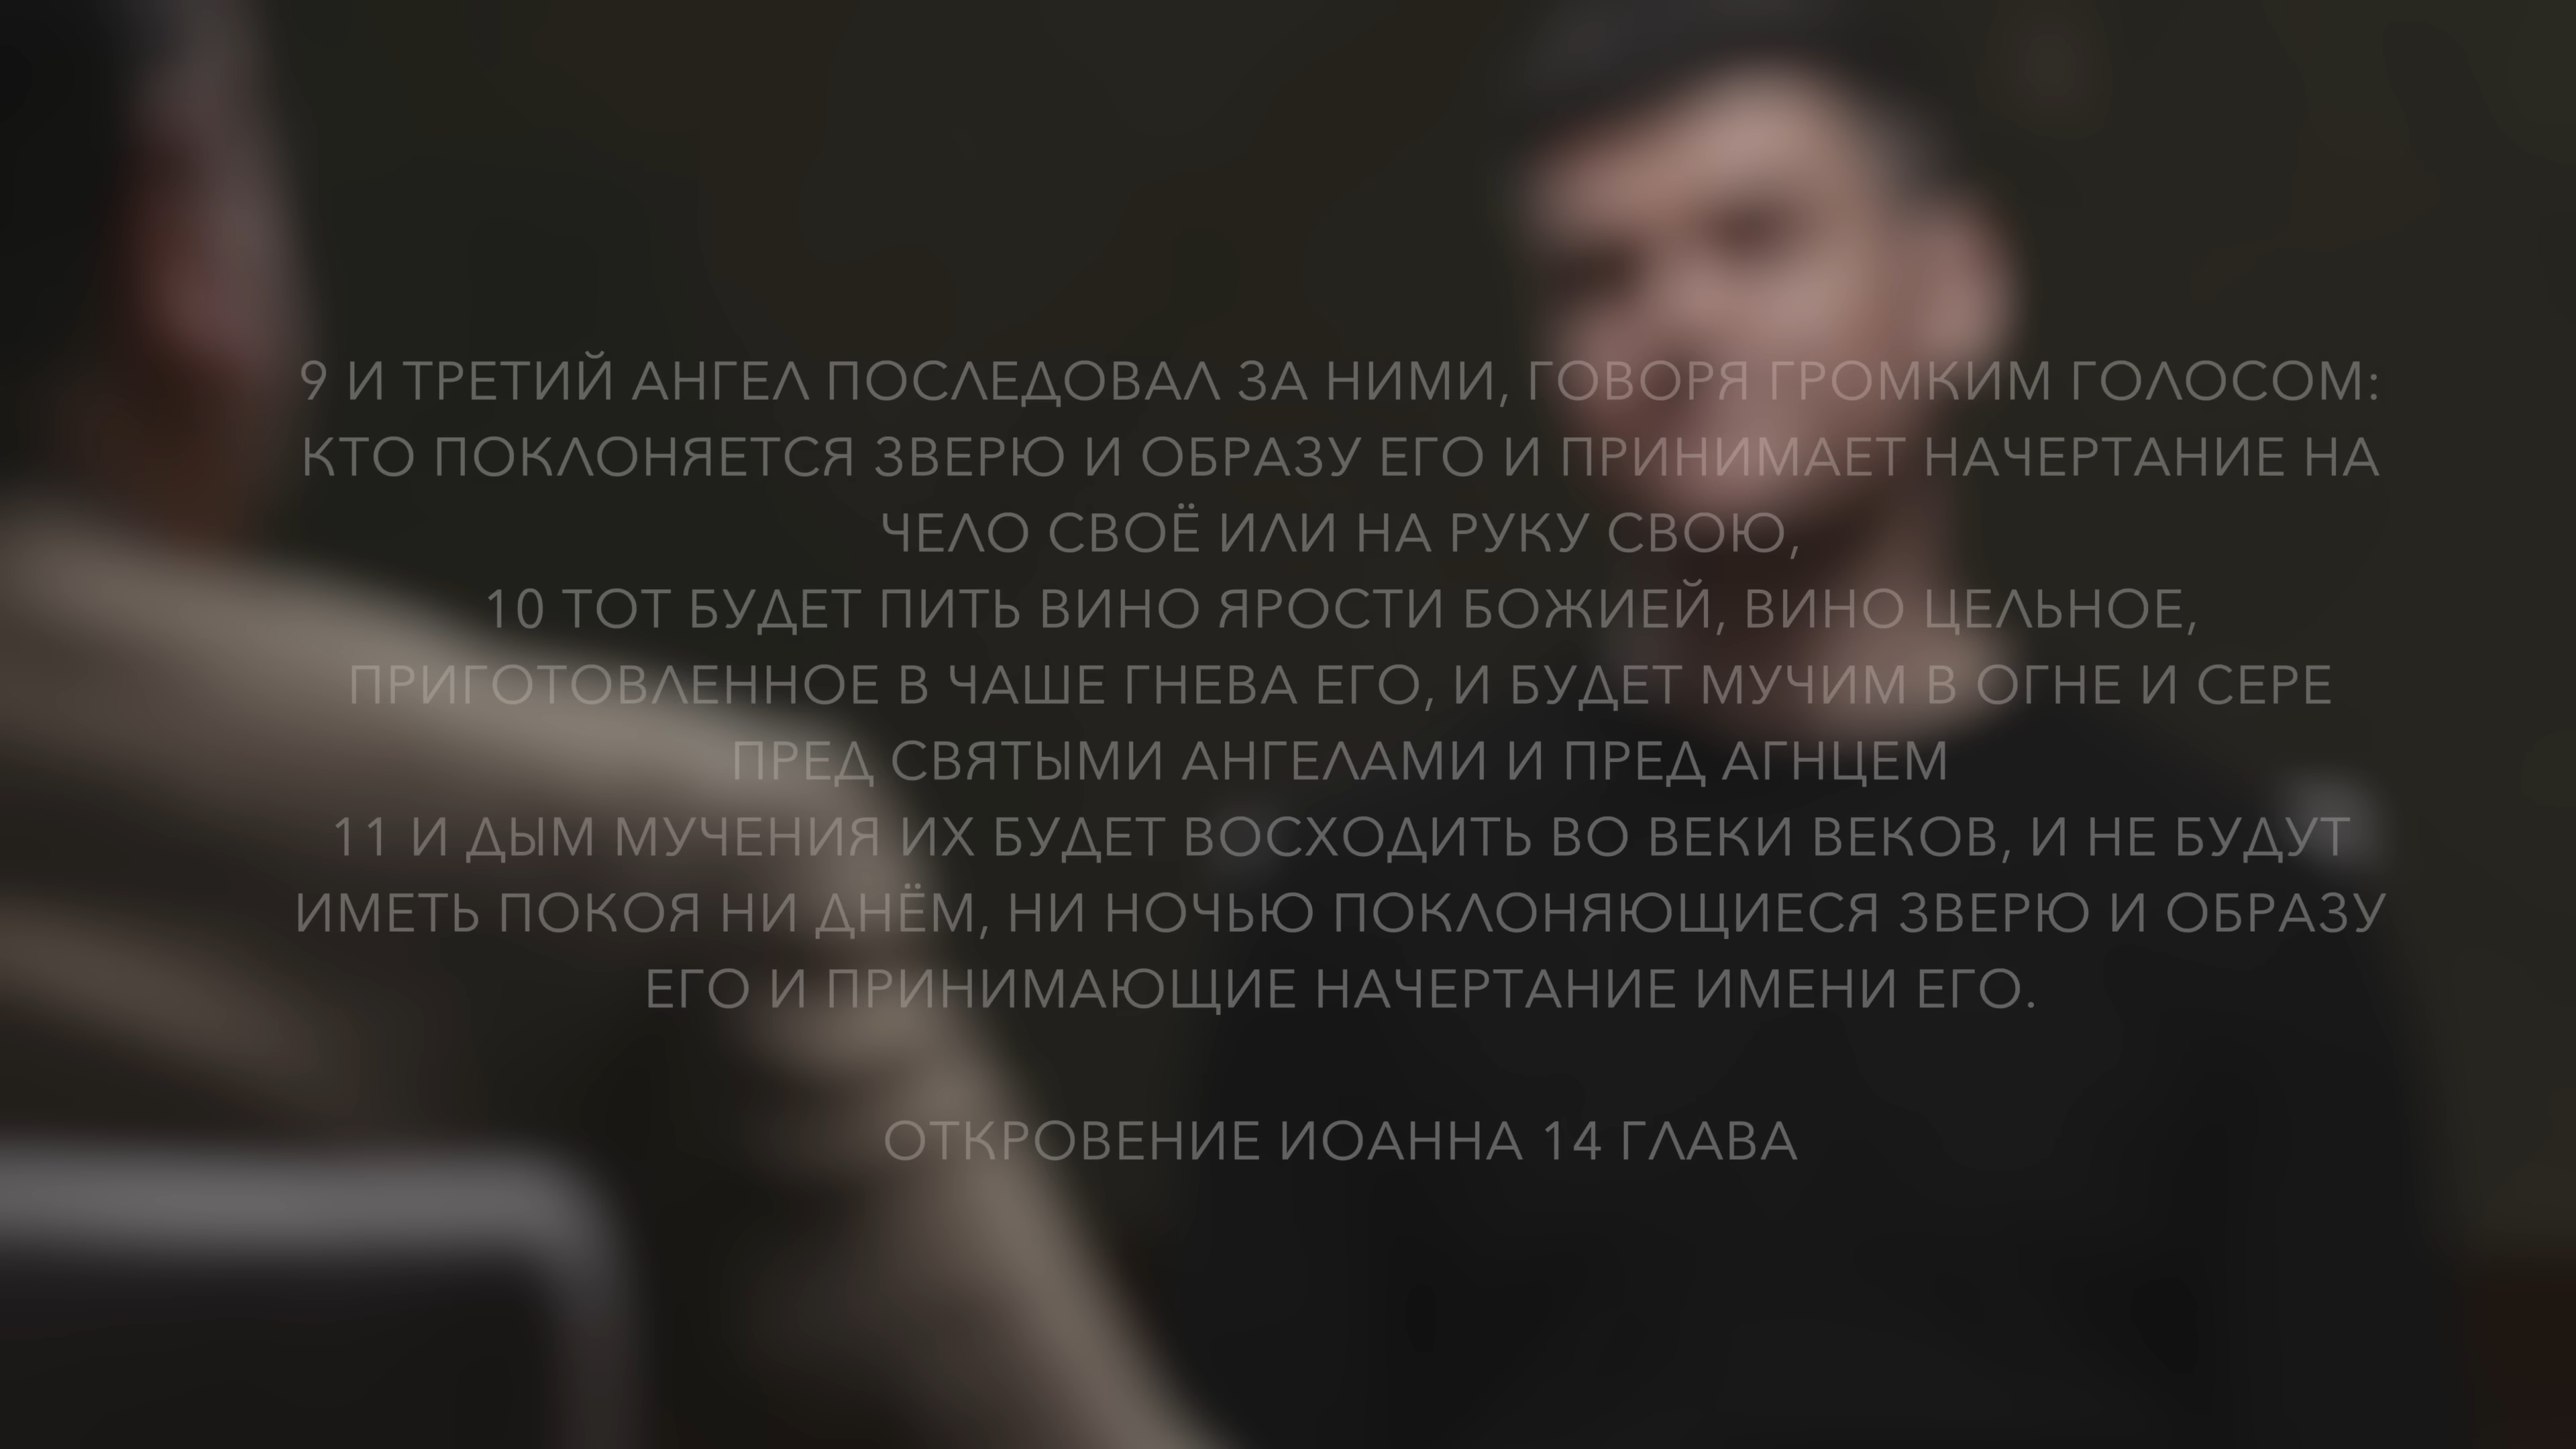 9 И ТРЕТИЙ АНГЕЛ ПОСЛЕДОВАЛ ЗА НИМИ, ГОВОРЯ ГРОМКИМ ГОЛОСОМ:
КТО ПОКЛОНЯЕТСЯ ЗВЕРЮ И ОБРАЗУ ЕГО И ПРИНИМАЕТ НАЧЕРТАНИЕ НА
ЧЕЛО СВОЁ ИЛИ НА РУКУ СВОЮ,
10 ТОТ БУДЕТ ПИТЬ ВИНО ЯРОСТИ БОЖИЕЙ, ВИНО ЦЕЛЬНОЕ,
ПРИГОТОВЛЕННОЕ В ЧАШЕ ГНЕВА ЕГО, И БУДЕТ МУЧИМ В ОГНЕ И СЕРЕ
ПРЕД СВЯТЫМИ АНГЕЛАМИ И ПРЕД АГНЦЕМ
11 И ДЫМ МУЧЕНИЯ ИХ БУДЕТ ВОСХОДИТЬ ВО ВЕКИ ВЕКОВ, И НЕ БУДУТ
ИМЕТЬ ПОКОЯ НИ ДНЁМ, НИ НОЧЬЮ ПОКЛОНЯЮЩИЕСЯ ЗВЕРЮ И ОБРАЗУ
ЕГО И ПРИНИМАЮЩИЕ НАЧЕРТАНИЕ ИМЕНИ ЕГО.
ОТКРОВЕНИЕ ИОАННА 14 ГЛАВА